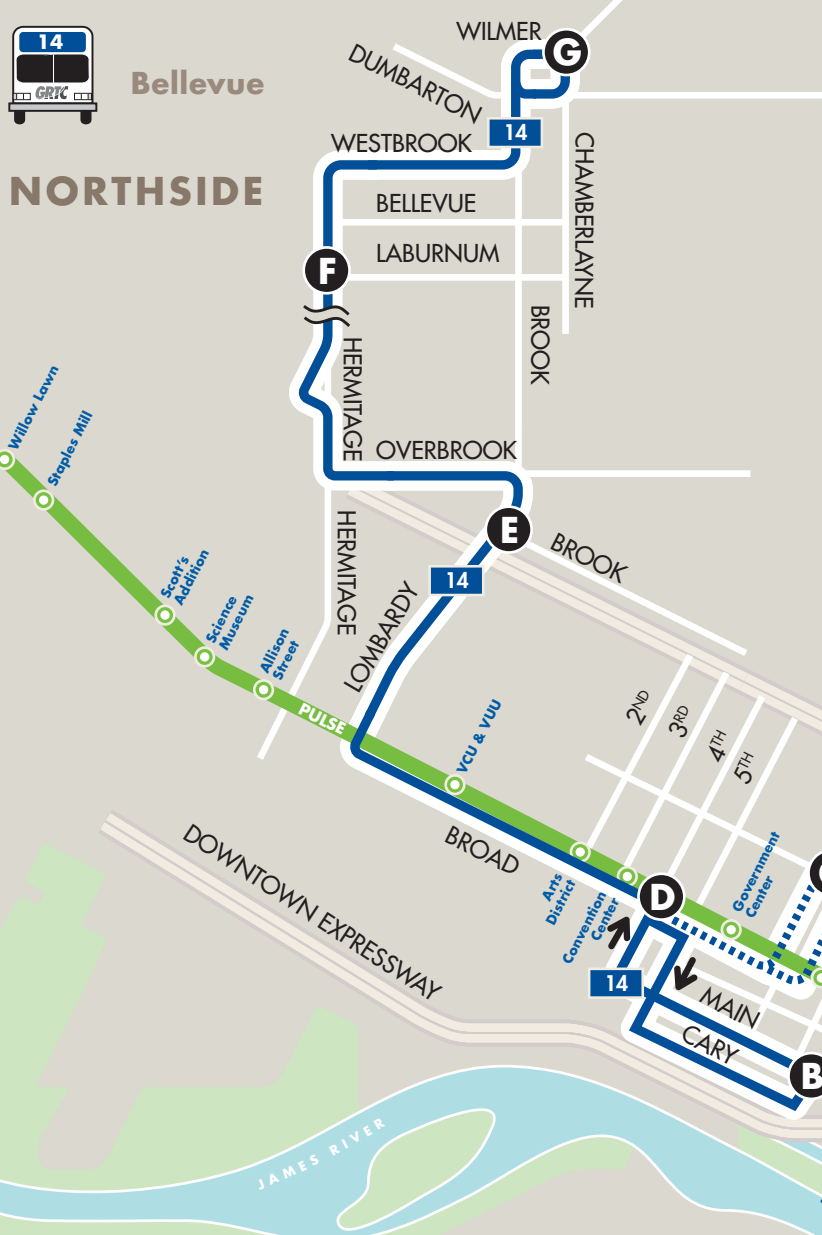 14
GRTC
Bellevue
NORTHSIDE
WILMER
G
DUMBARTON
14
WESTBROOK
CHAMBERLAYNE
BELLEVUE
LABURNUM
F
BROOK
HERMITAGE
OVERBROOK
Willow Lawn
Staples Mill
HERMITAGE
E
BROOK
14
LOMBARDY
Scott's
Addition
Science
Museum
Allison
Street
PULSE
VCU & VUU
2ND
3RD
4TH
5TH
BROAD
DOWNTOWN EXPRESSWAY
Arts
District
Convention
Center
D
Government
Center
14
MAIN
CARY
B
JAMES RIVER